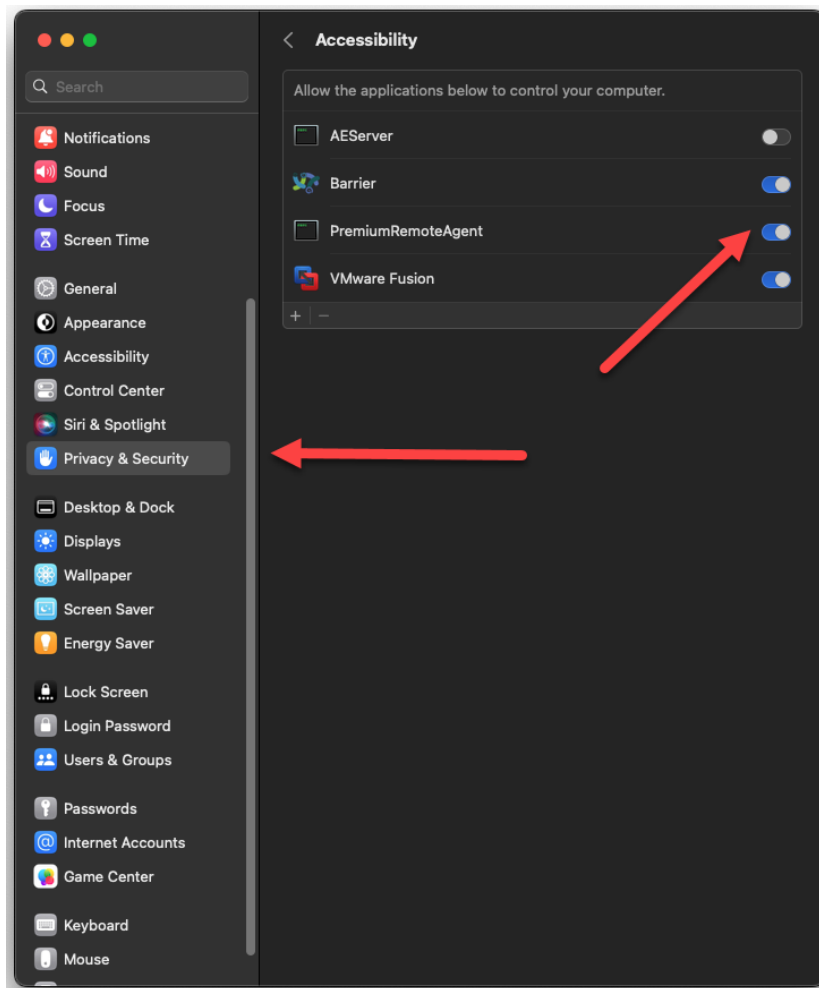 Accessibility
Search
Allow the applications below to control your computer.
Notifications
AEServer
Sound
Barrier
Focus
PremiumRemoteAgent
Screen Time
VMware Fusion
General
Appearance
Accessibility
Control Center
Siri & Spotlight
Privacy & Security
Desktop & Dock
Displays
Wallpaper
Screen Saver
Energy Saver
Lock Screen
Login Password
Users & Groups
Passwords
Internet Accounts
Game Center
Keyboard
Mouse